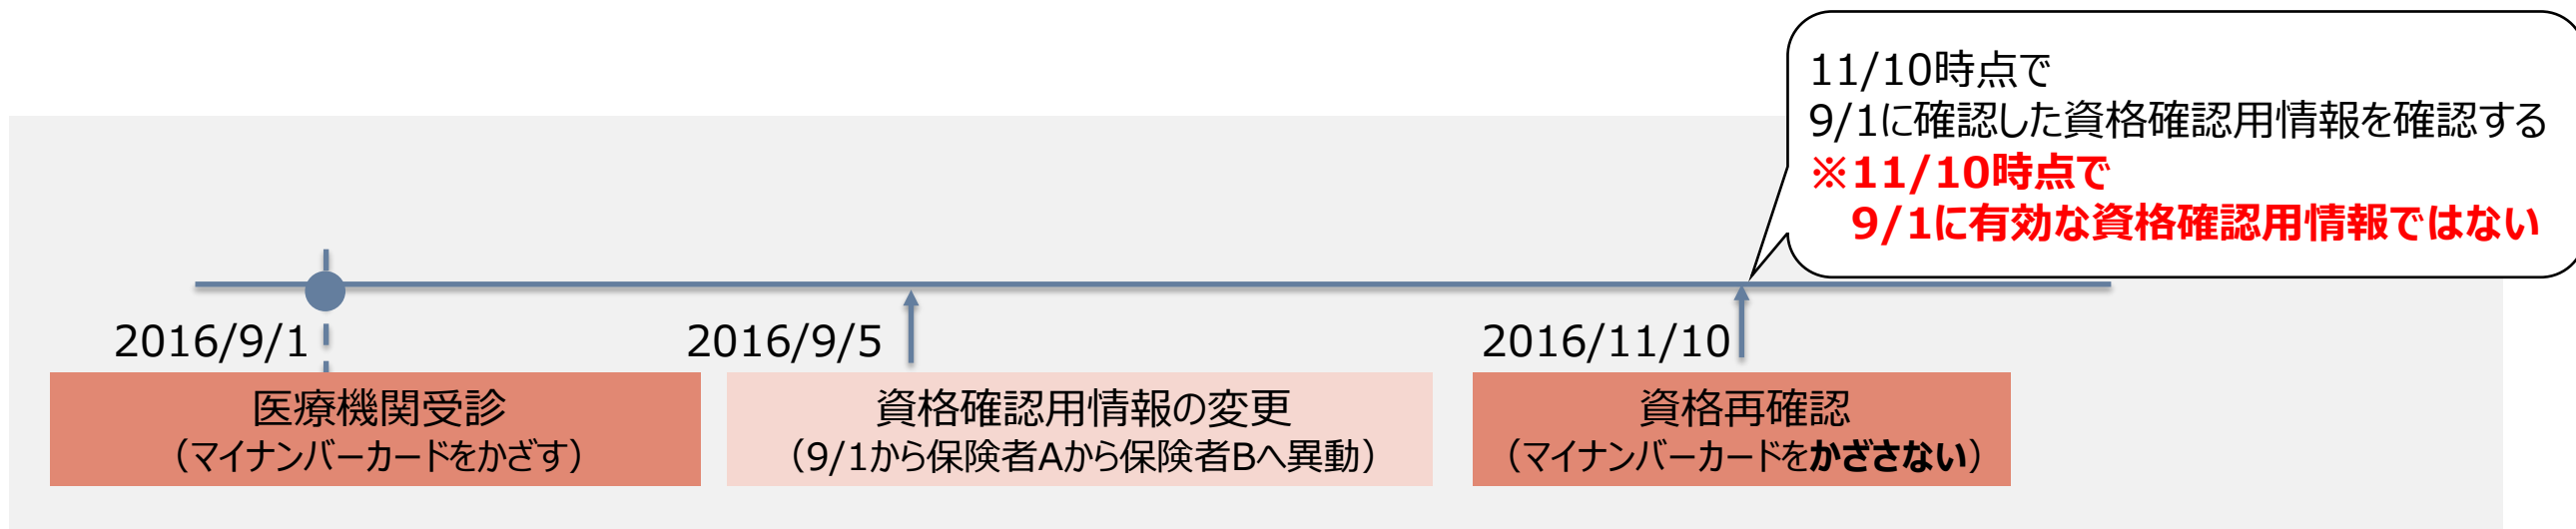 11/10時点で
9/1に確認した資格確認用情報を確認する
※11/10時点で
9/1に有効な資格確認用情報ではない
2016/9/1
2016/9/5
2016/11/10
医療機関受診
（マイナンバーカードをかざす）
資格確認用情報の変更
（9/1から保険者Aから保険者Bへ異動）
資格再確認
（マイナンバーカードをかざさない）